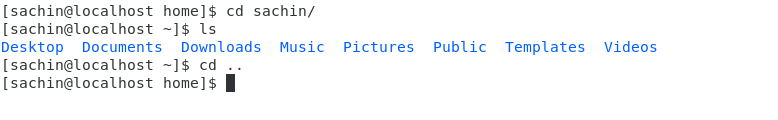 [sachin@localhost home]$ cd sachin/
[sachin@localhost ~]$ ls
Desktop  Documents  Downloads  Music  Pictures  Public  Templates  Videos
[sachin@localhost ~]$ cd ..
[sachin@localhost home]$